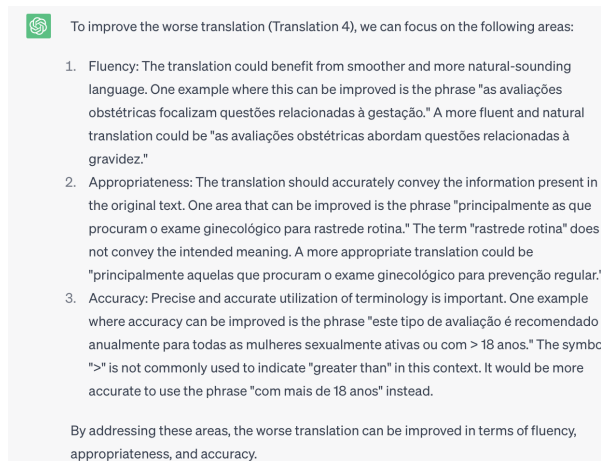 To improve the worse translation (Translation 4), we can focus on the following areas:
1. Fluency: The translation could benefit from smoother and more natural-sounding
language. One example where this can be improved is the phrase "as avaliações
obstétricas focalizam questões relacionadas à gestação." A more fluent and natural
translation could be "as avaliações obstétricas abordam questões relacionadas à
gravidez."
2. Appropriateness: The translation should accurately convey the information present in
the original text. One area that can be improved is the phrase "principalmente as que
procuram o exame ginecológico para rastrede rotina." The term "rastrede rotina" does
not convey the intended meaning. A more appropriate translation could be
"principalmente aquelas que procuram o exame ginecológico para prevenção regular."
3. Accuracy: Precise and accurate utilization of terminology is important. One example
where accuracy can be improved is the phrase "este tipo de avaliação é recomendado
anualmente para todas as mulheres sexualmente ativas ou com > 18 anos." The symbo
">" is not commonly used to indicate "greater than" in this context. It would be more
accurate to use the phrase "com mais de 18 anos" instead.
By addressing these areas, the worse translation can be improved in terms of fluency,
appropriateness, and accuracy.